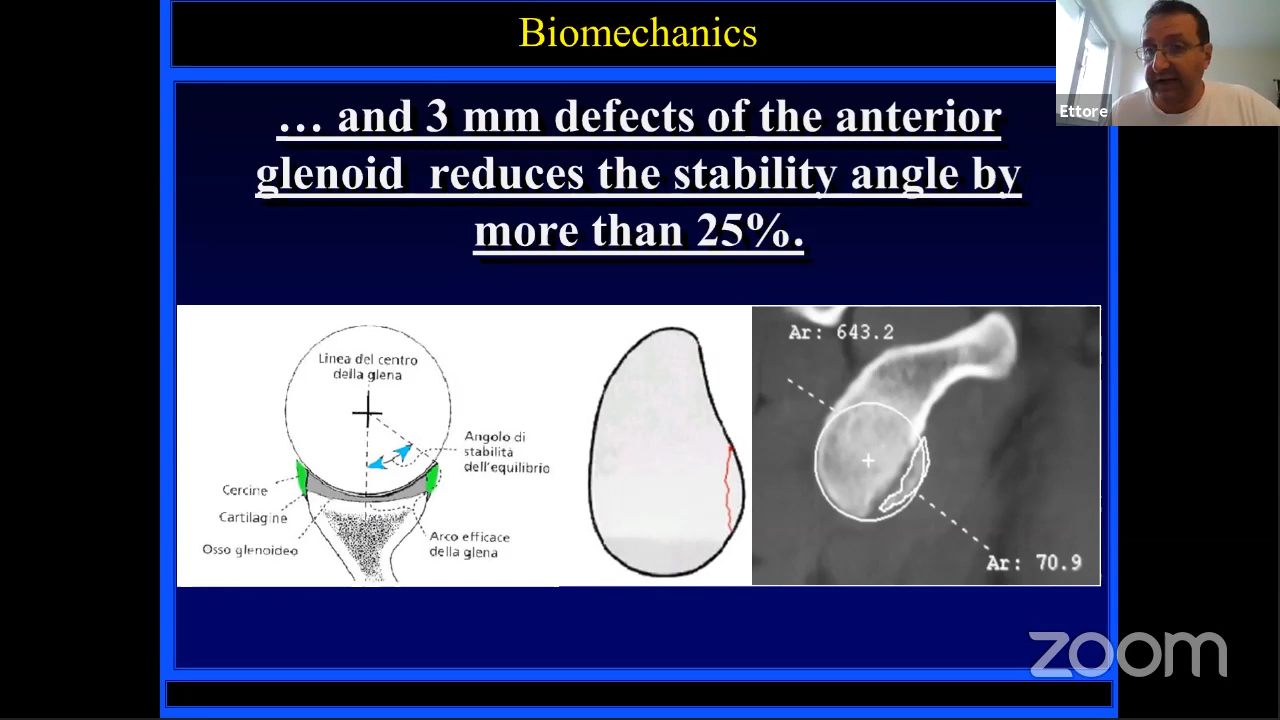 Biomechanics
Ettore
… and 3 mm defects of the anterior
glenoid reduces the stability angle by
more than 25%.
Linea del centro
della glena
Angolo di
stabilità
dell'equilibrio
Cercine
Cartilagine
Osso glenoideo
Arco efficace
della glena
Ar: 643.2
Ar: 70.9
zoom